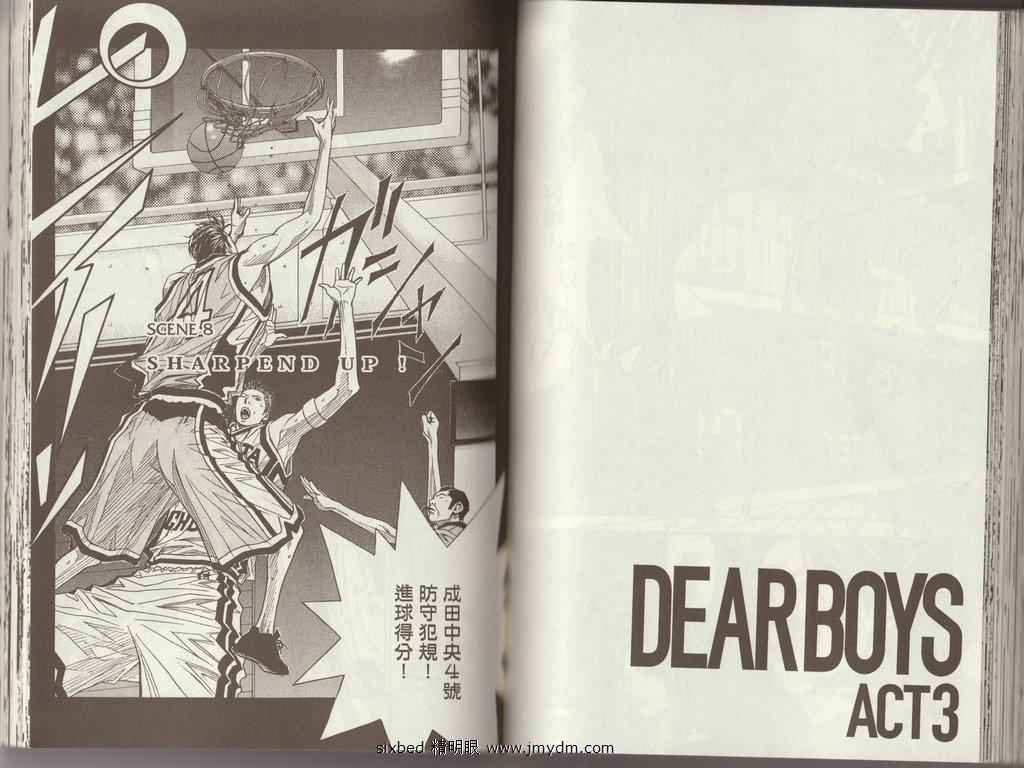 DEAR BOYS
ACT3
SCENE.8
SHARPEND UP!
ガシャン
成田中央4號
防守犯規！
進球得分！
sixbed 精明眼 www.jmydm.com